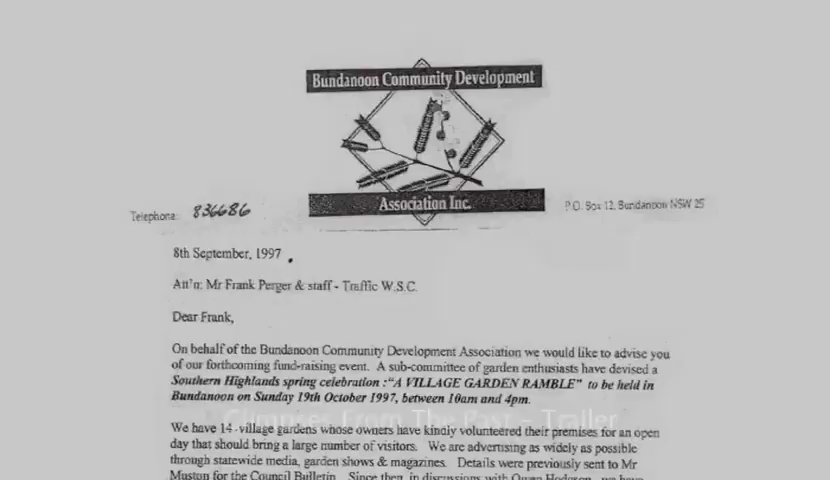 Bundanoon Community Development
Association Inc.
Telephone: 836686
P.O. Box 12, Bundanoon NSW 25
8th September, 1997
Att'n: Mr Frank Perger & staff - Traffic W.S.C.
Dear Frank,
On behalf of the Bundanoon Community Development Association we would like to advise you
of our forthcoming fund-raising event. A sub-committee of garden enthusiasts have devised a
Southern Highlands spring celebration :"A VILLAGE GARDEN RAMBLE" to be held in
Bundanoon on Sunday 19th October 1997, between 10am and 4pm.
Glimpses From The Past - Trailer
We have 14 village gardens whose owners have kindly volunteered their premises for an open
day that should bring a large number of visitors. We are advertising as widely as possible
through statewide media, garden shows & magazines. Details were previously sent to Mr
Muston for the Council Bulletin. Since then, in discussions with Owen Hodgson, we have